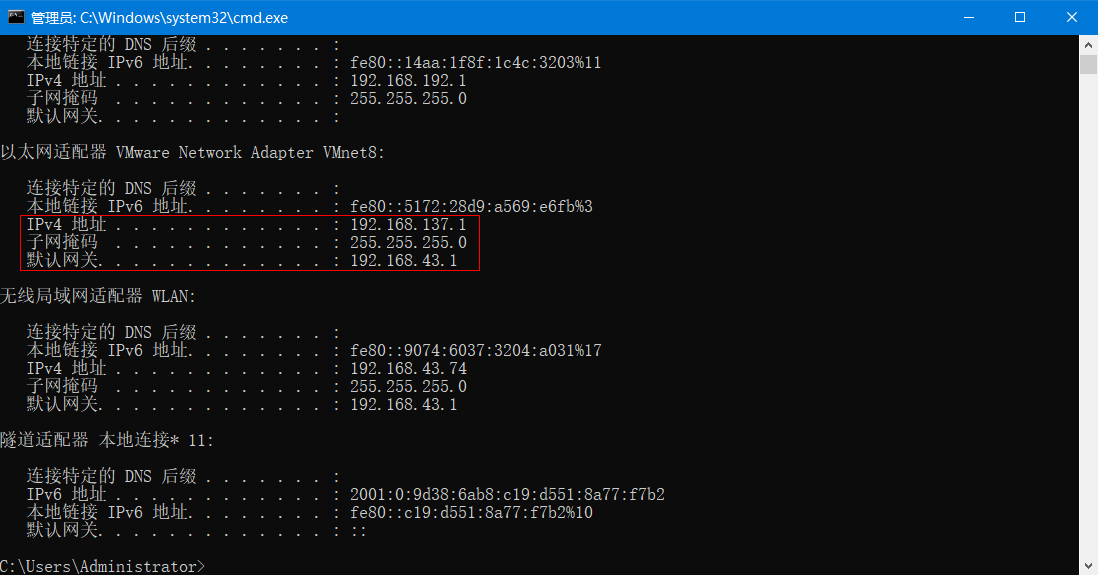 管理员: C:\Windows\system32\cmd.exe
连接特定的 DNS 后缀 . . . . . . . :
本地链接 IPv6 地址. . . . . . . . : fe80::14aa:1f8f:1c4c:3203%11
IPv4 地址 . . . . . . . . . . . . : 192.168.192.1
子网掩码  . . . . . . . . . . . . : 255.255.255.0
默认网关. . . . . . . . . . . . . :
以太网适配器 VMware Network Adapter VMnet8:
连接特定的 DNS 后缀 . . . . . . . :
本地链接 IPv6 地址. . . . . . . . : fe80::5172:28d9:a569:e6fb%3
IPv4 地址 . . . . . . . . . . . . : 192.168.137.1
子网掩码  . . . . . . . . . . . . : 255.255.255.0
默认网关. . . . . . . . . . . . . : 192.168.43.1
无线局域网适配器 WLAN:
连接特定的 DNS 后缀 . . . . . . . :
本地链接 IPv6 地址. . . . . . . . : fe80::9074:6037:3204:a031%17
IPv4 地址 . . . . . . . . . . . . : 192.168.43.74
子网掩码  . . . . . . . . . . . . : 255.255.255.0
默认网关. . . . . . . . . . . . . : 192.168.43.1
隧道适配器 本地连接* 11:
连接特定的 DNS 后缀 . . . . . . . :
IPv6 地址 . . . . . . . . . . . . : 2001:0:9d38:6ab8:c19:d551:8a77:f7b2
本地链接 IPv6 地址. . . . . . . . : fe80::c19:d551:8a77:f7b2%10
默认网关. . . . . . . . . . . . . : ::
C:\Users\Administrator>